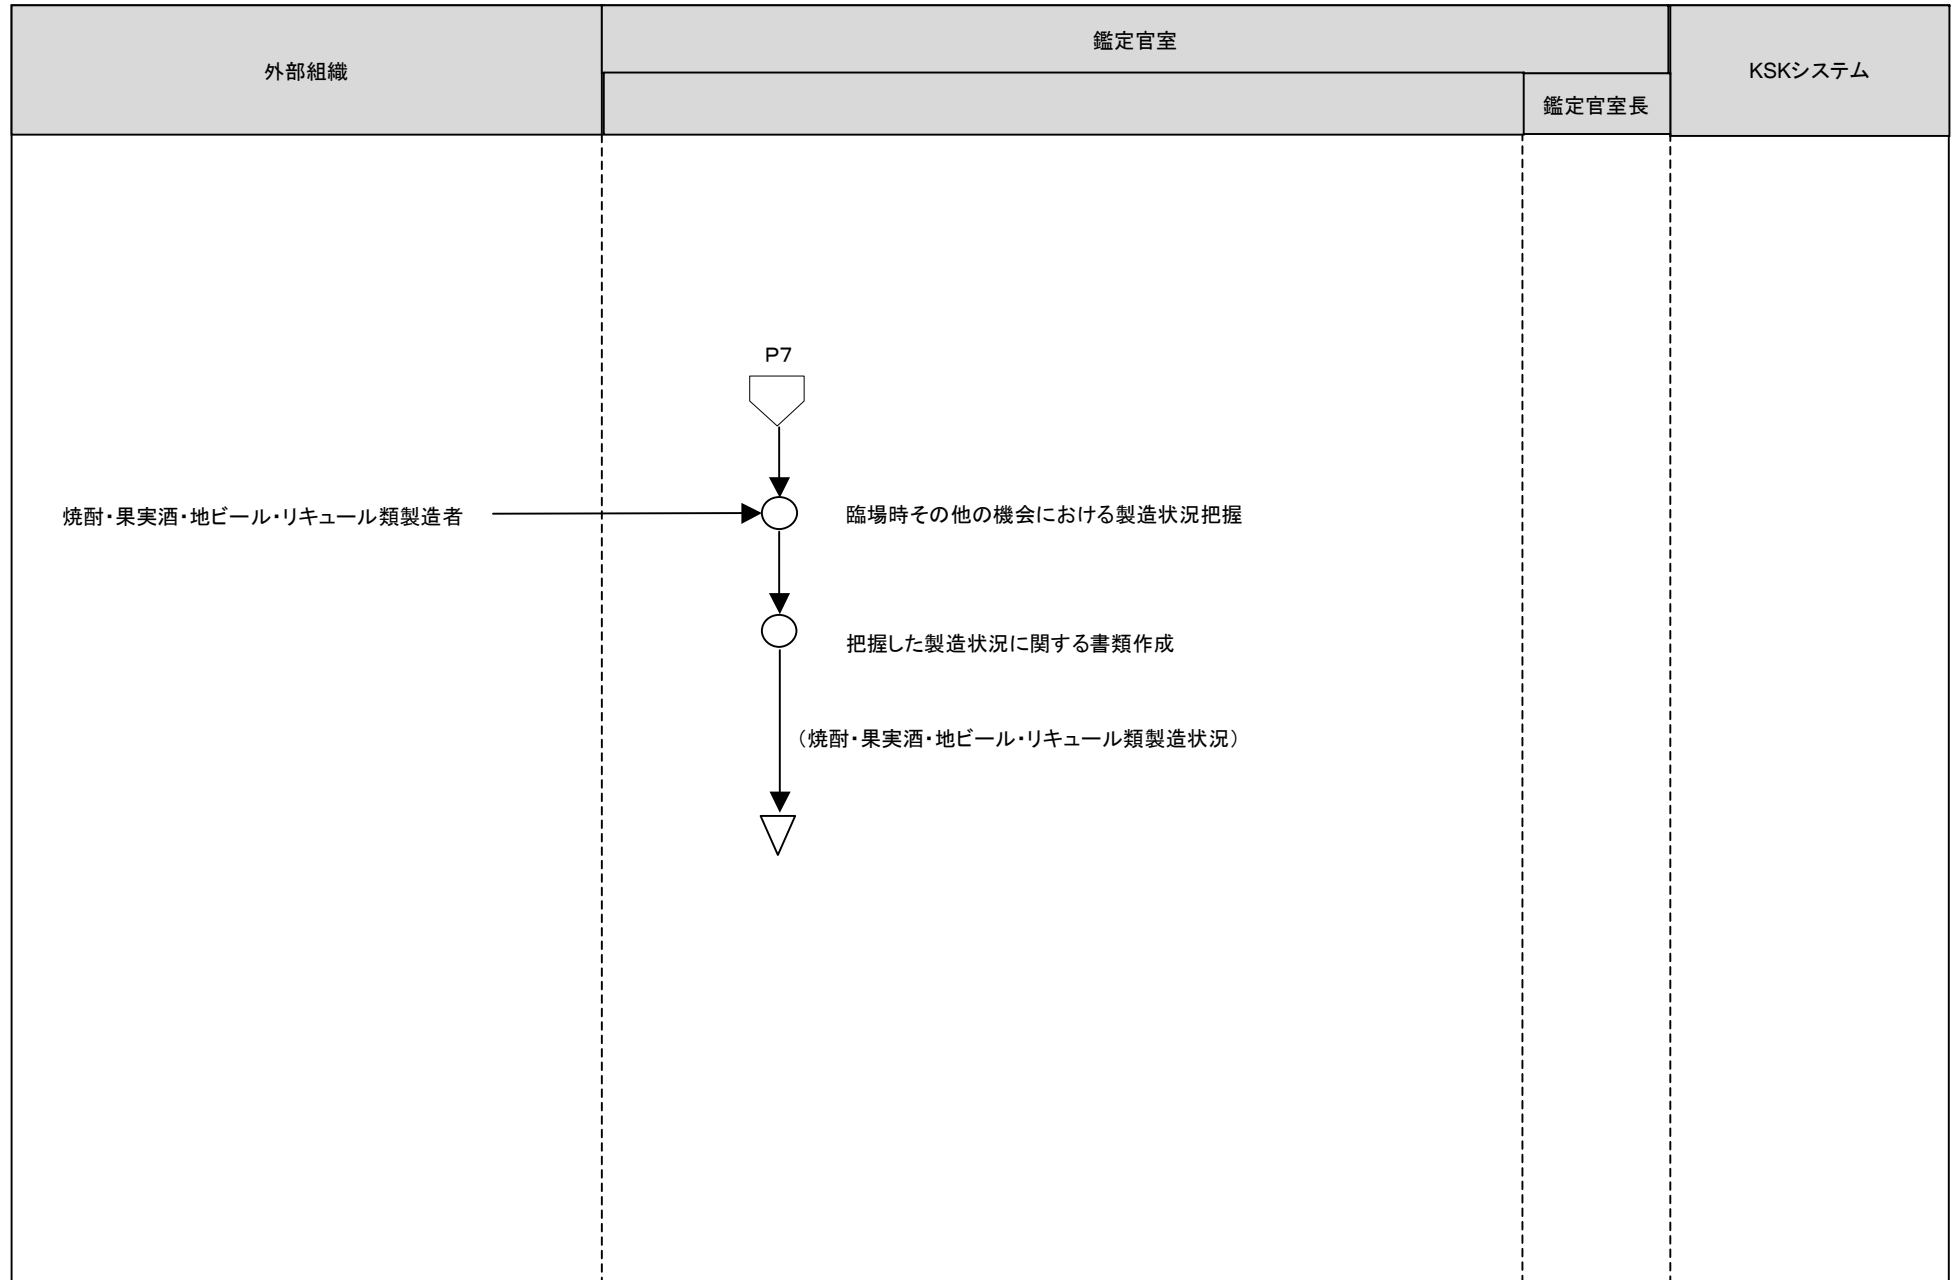 外部組織
鑑定官室
鑑定官室長
KSKシステム
P7
焼酎・果実酒・地ビール・リキュール類製造者
臨場時その他の機会における製造状況把握
把握した製造状況に関する書類作成
（焼酎・果実酒・地ビール・リキュール類製造状況）